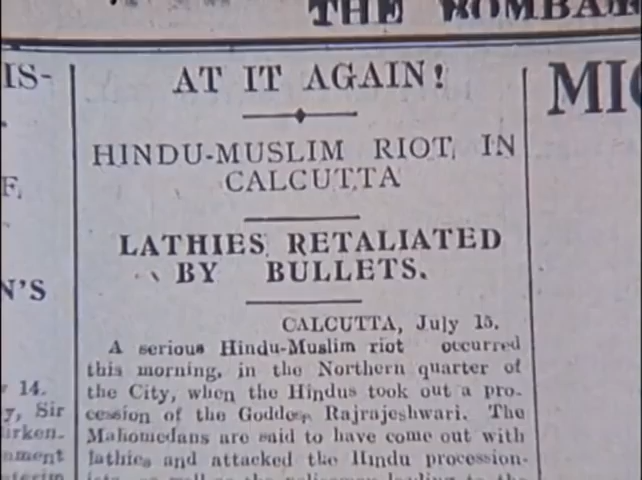 THE BOMBA
IS-
F.
N'S
14.
y, Sir
AT IT AGAIN!
HINDU-MUSLIM RIOT IN
CALCUTTA
LATHIES RETALIATED
BY BULLETS.
CALCUTTA, July 15.
A serious Hindu-Muslim riot occurred
this morning, in the Northern quarter of
the City, when the Hindus took out a pro-
cession of the Goddess Rajrajeshwari. The
Mahomedans are said to have come out with
lathies and attacked the Hindu procession-
MIC